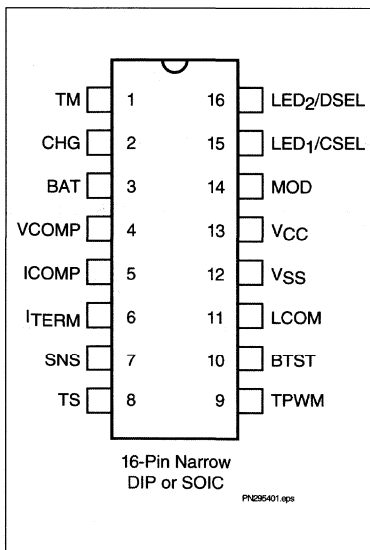 TM 1 16 LED2/DSEL
CHG 2 15 LED1/CSEL
BAT 3 14 MOD
VCOMP 4 13 VCC
ICOMP 5 12 VSS
ITERM 6 11 LCOM
SNS 7 10 BTST
TS 8 9 TPWM
16-Pin Narrow
DIP or SOIC
PN295401.eps